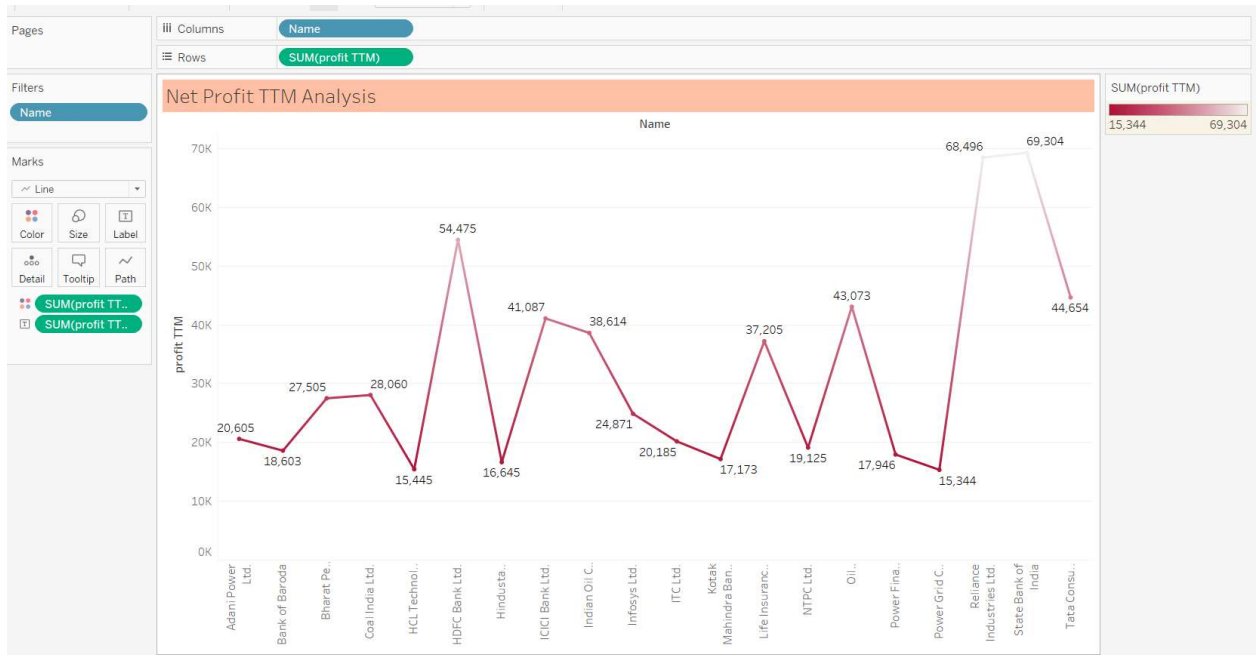 Pages
iii Columns
Name
Rows
SUM(profit TTM)
Filters
Name
Marks
Line
Color
Size
Label
Detail
Tooltip
Path
SUM(profit TT..
SUM(profit TT..
Net Profit TTM Analysis
Name
profit TTM
70K
60K
50K
40K
30K
20K
10K
0K
20,605
18,603
27,505
28,060
15,445
54,475
16,645
41,087
38,614
24,871
20,185
17,173
37,205
19,125
43,073
17,946
15,344
68,496
69,304
44,654
Adani Power
Ltd.
Bank of Baroda
Bharat Pe..
Coal India Ltd.
HCL Technol..
HDFC Bank Ltd.
Hindusta..
ICICI Bank Ltd.
Indian Oil C..
Infosys Ltd.
ITC Ltd.
Kotak
Mahindra Ban..
Life Insuranc..
NTPC Ltd.
Oil..
Power Fina..
Power Grid C..
Reliance
Industries Ltd.
State Bank of
India
Tata Consu..
SUM(profit TTM)
15,344
69,304